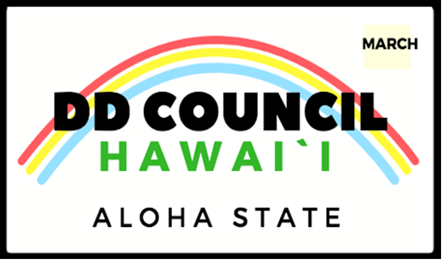 MARCH
DD COUNCIL
HAWAI`I
ALOHA STATE